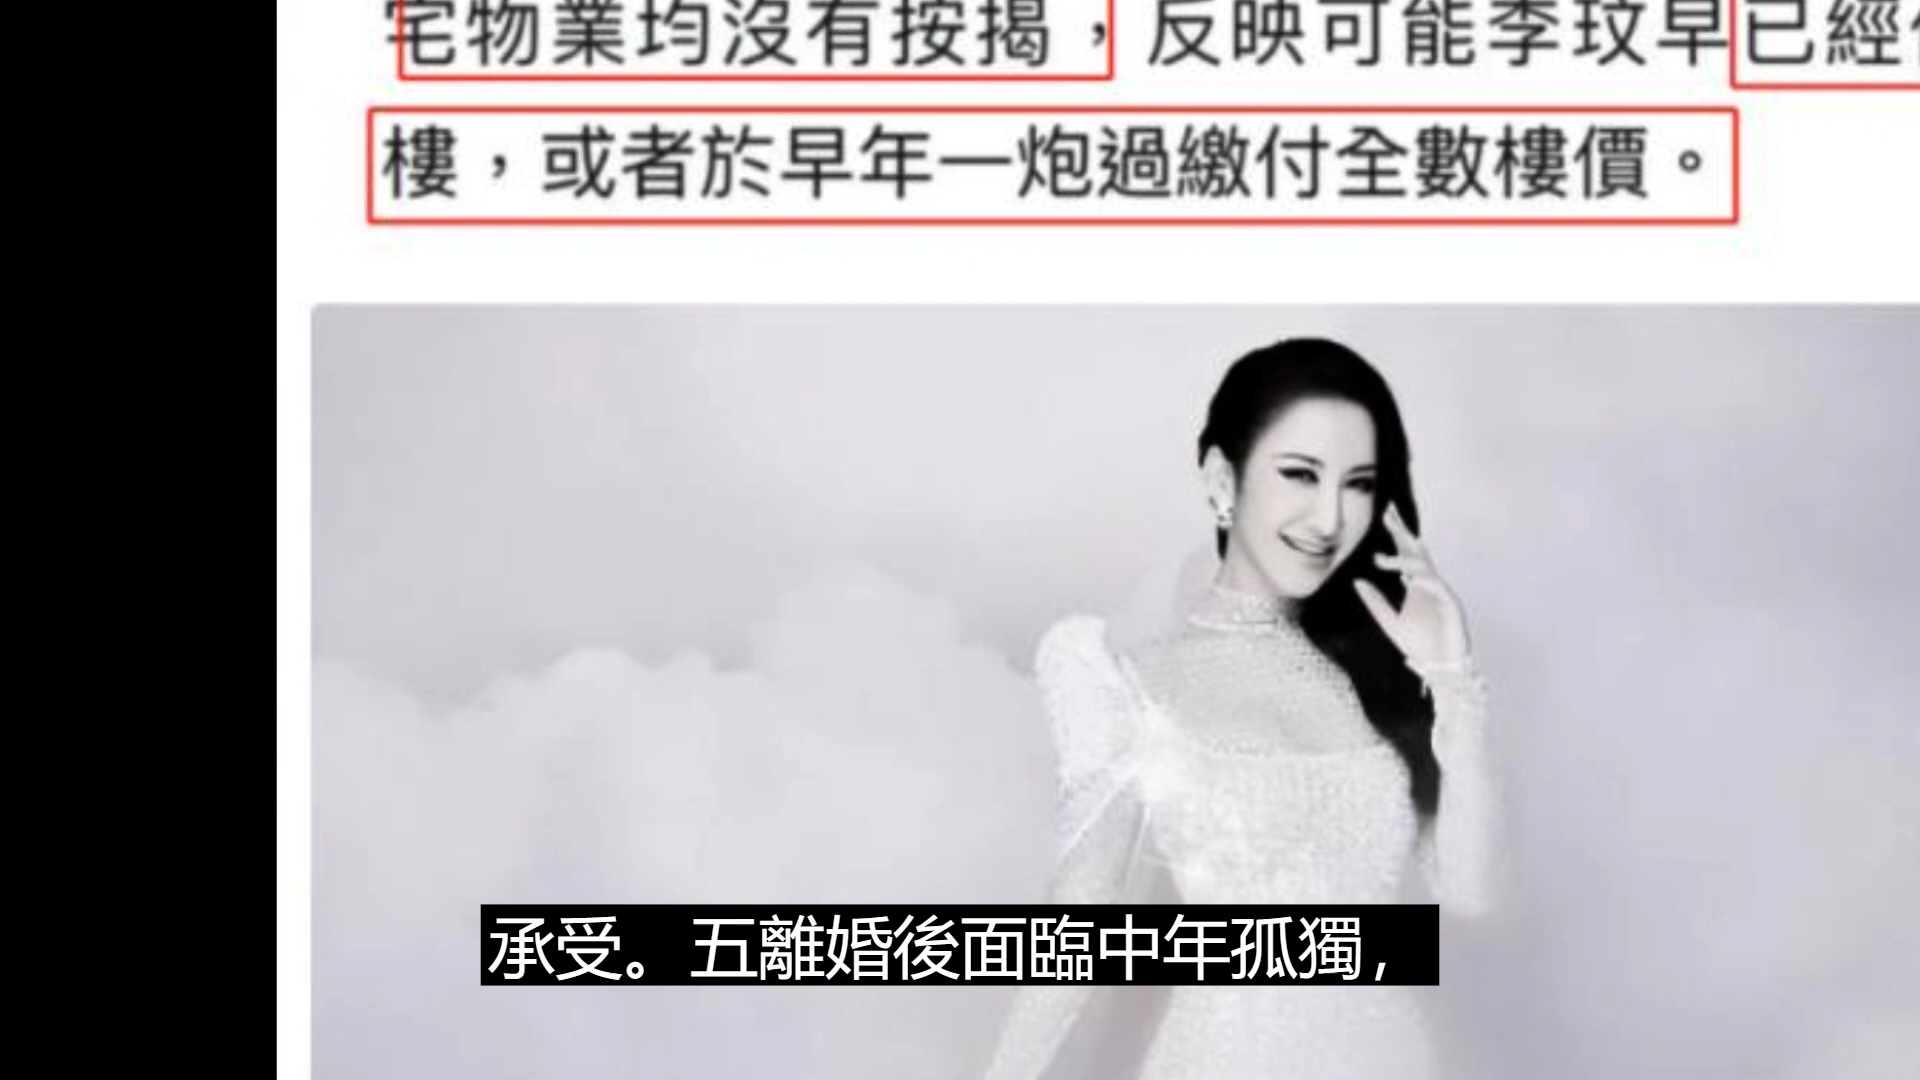 宅物業均沒有按揭，反映可能李玟早已經
樓，或者於早年一炮過繳付全數樓價。
承受。五離婚後面臨中年孤獨，